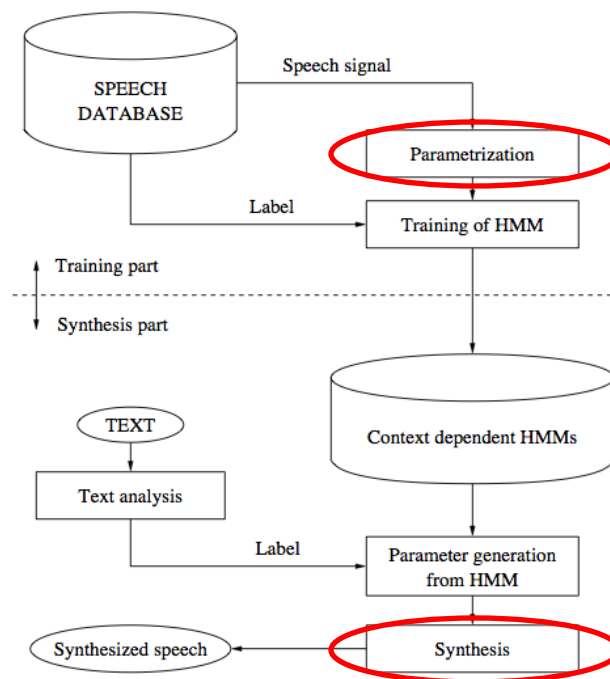 Speech signal
SPEECH
DATABASE
Parametrization
Label
Training of HMM
Training part
Synthesis part
TEXT
Context dependent HMMs
Text analysis
Label
Parameter generation
from HMM
Synthesized speech
Synthesis